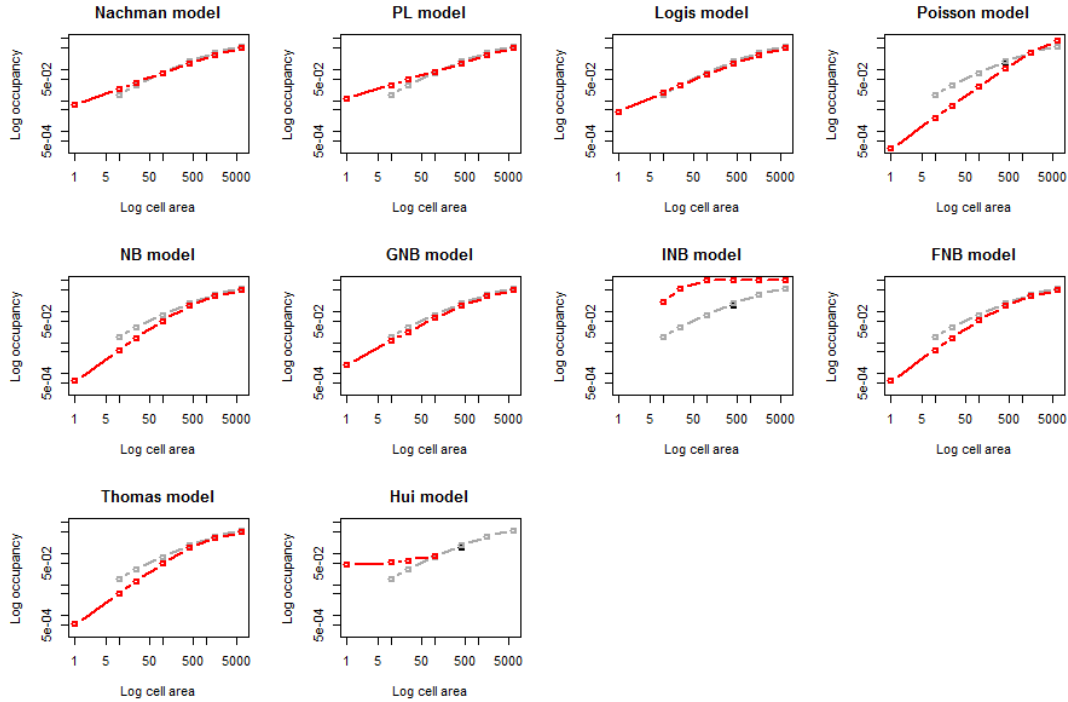 Nachman model
PL model
Logis model
Poisson model
Log occupancy
5e-04 5e-02
1 5 50 500 5000
Log cell area
Log occupancy
5e-04 5e-02
1 5 50 500 5000
Log cell area
Log occupancy
5e-04 5e-02
1 5 50 500 5000
Log cell area
Log occupancy
5e-04 5e-02
1 5 50 500 5000
Log cell area
NB model
GNB model
INB model
FNB model
Log occupancy
5e-04 5e-02
1 5 50 500 5000
Log cell area
Log occupancy
5e-04 5e-02
1 5 50 500 5000
Log cell area
Log occupancy
5e-04 5e-02
1 5 50 500 5000
Log cell area
Log occupancy
5e-04 5e-02
1 5 50 500 5000
Log cell area
Thomas model
Hui model
Log occupancy
5e-04 5e-02
1 5 50 500 5000
Log cell area
Log occupancy
5e-04 5e-02
1 5 50 500 5000
Log cell area